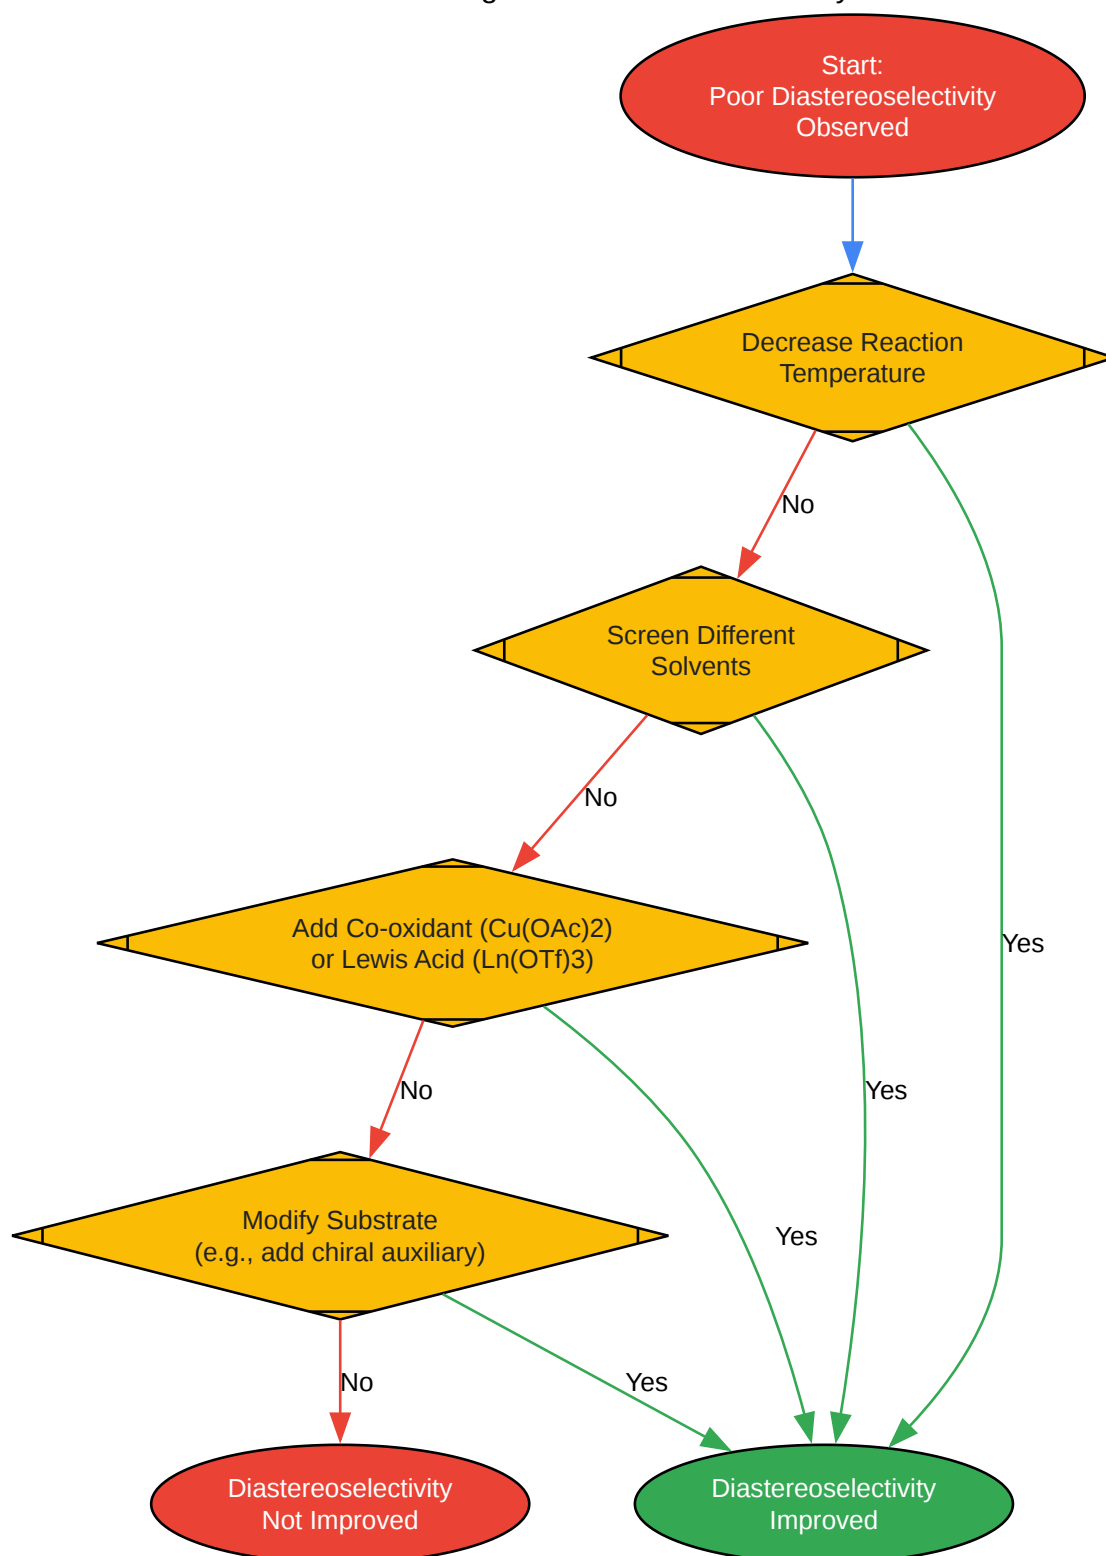 Start:
Poor Diastereoselectivity
Observed
Decrease Reaction
Temperature
No
Screen Different
Solvents
No
Add Co-oxidant (Cu(OAc)2)
or Lewis Acid (Ln(OTf)3)
Yes
No
Yes
Modify Substrate
(e.g., add chiral auxiliary)
Yes
No
Yes
Diastereoselectivity
Not Improved
Diastereoselectivity
Improved